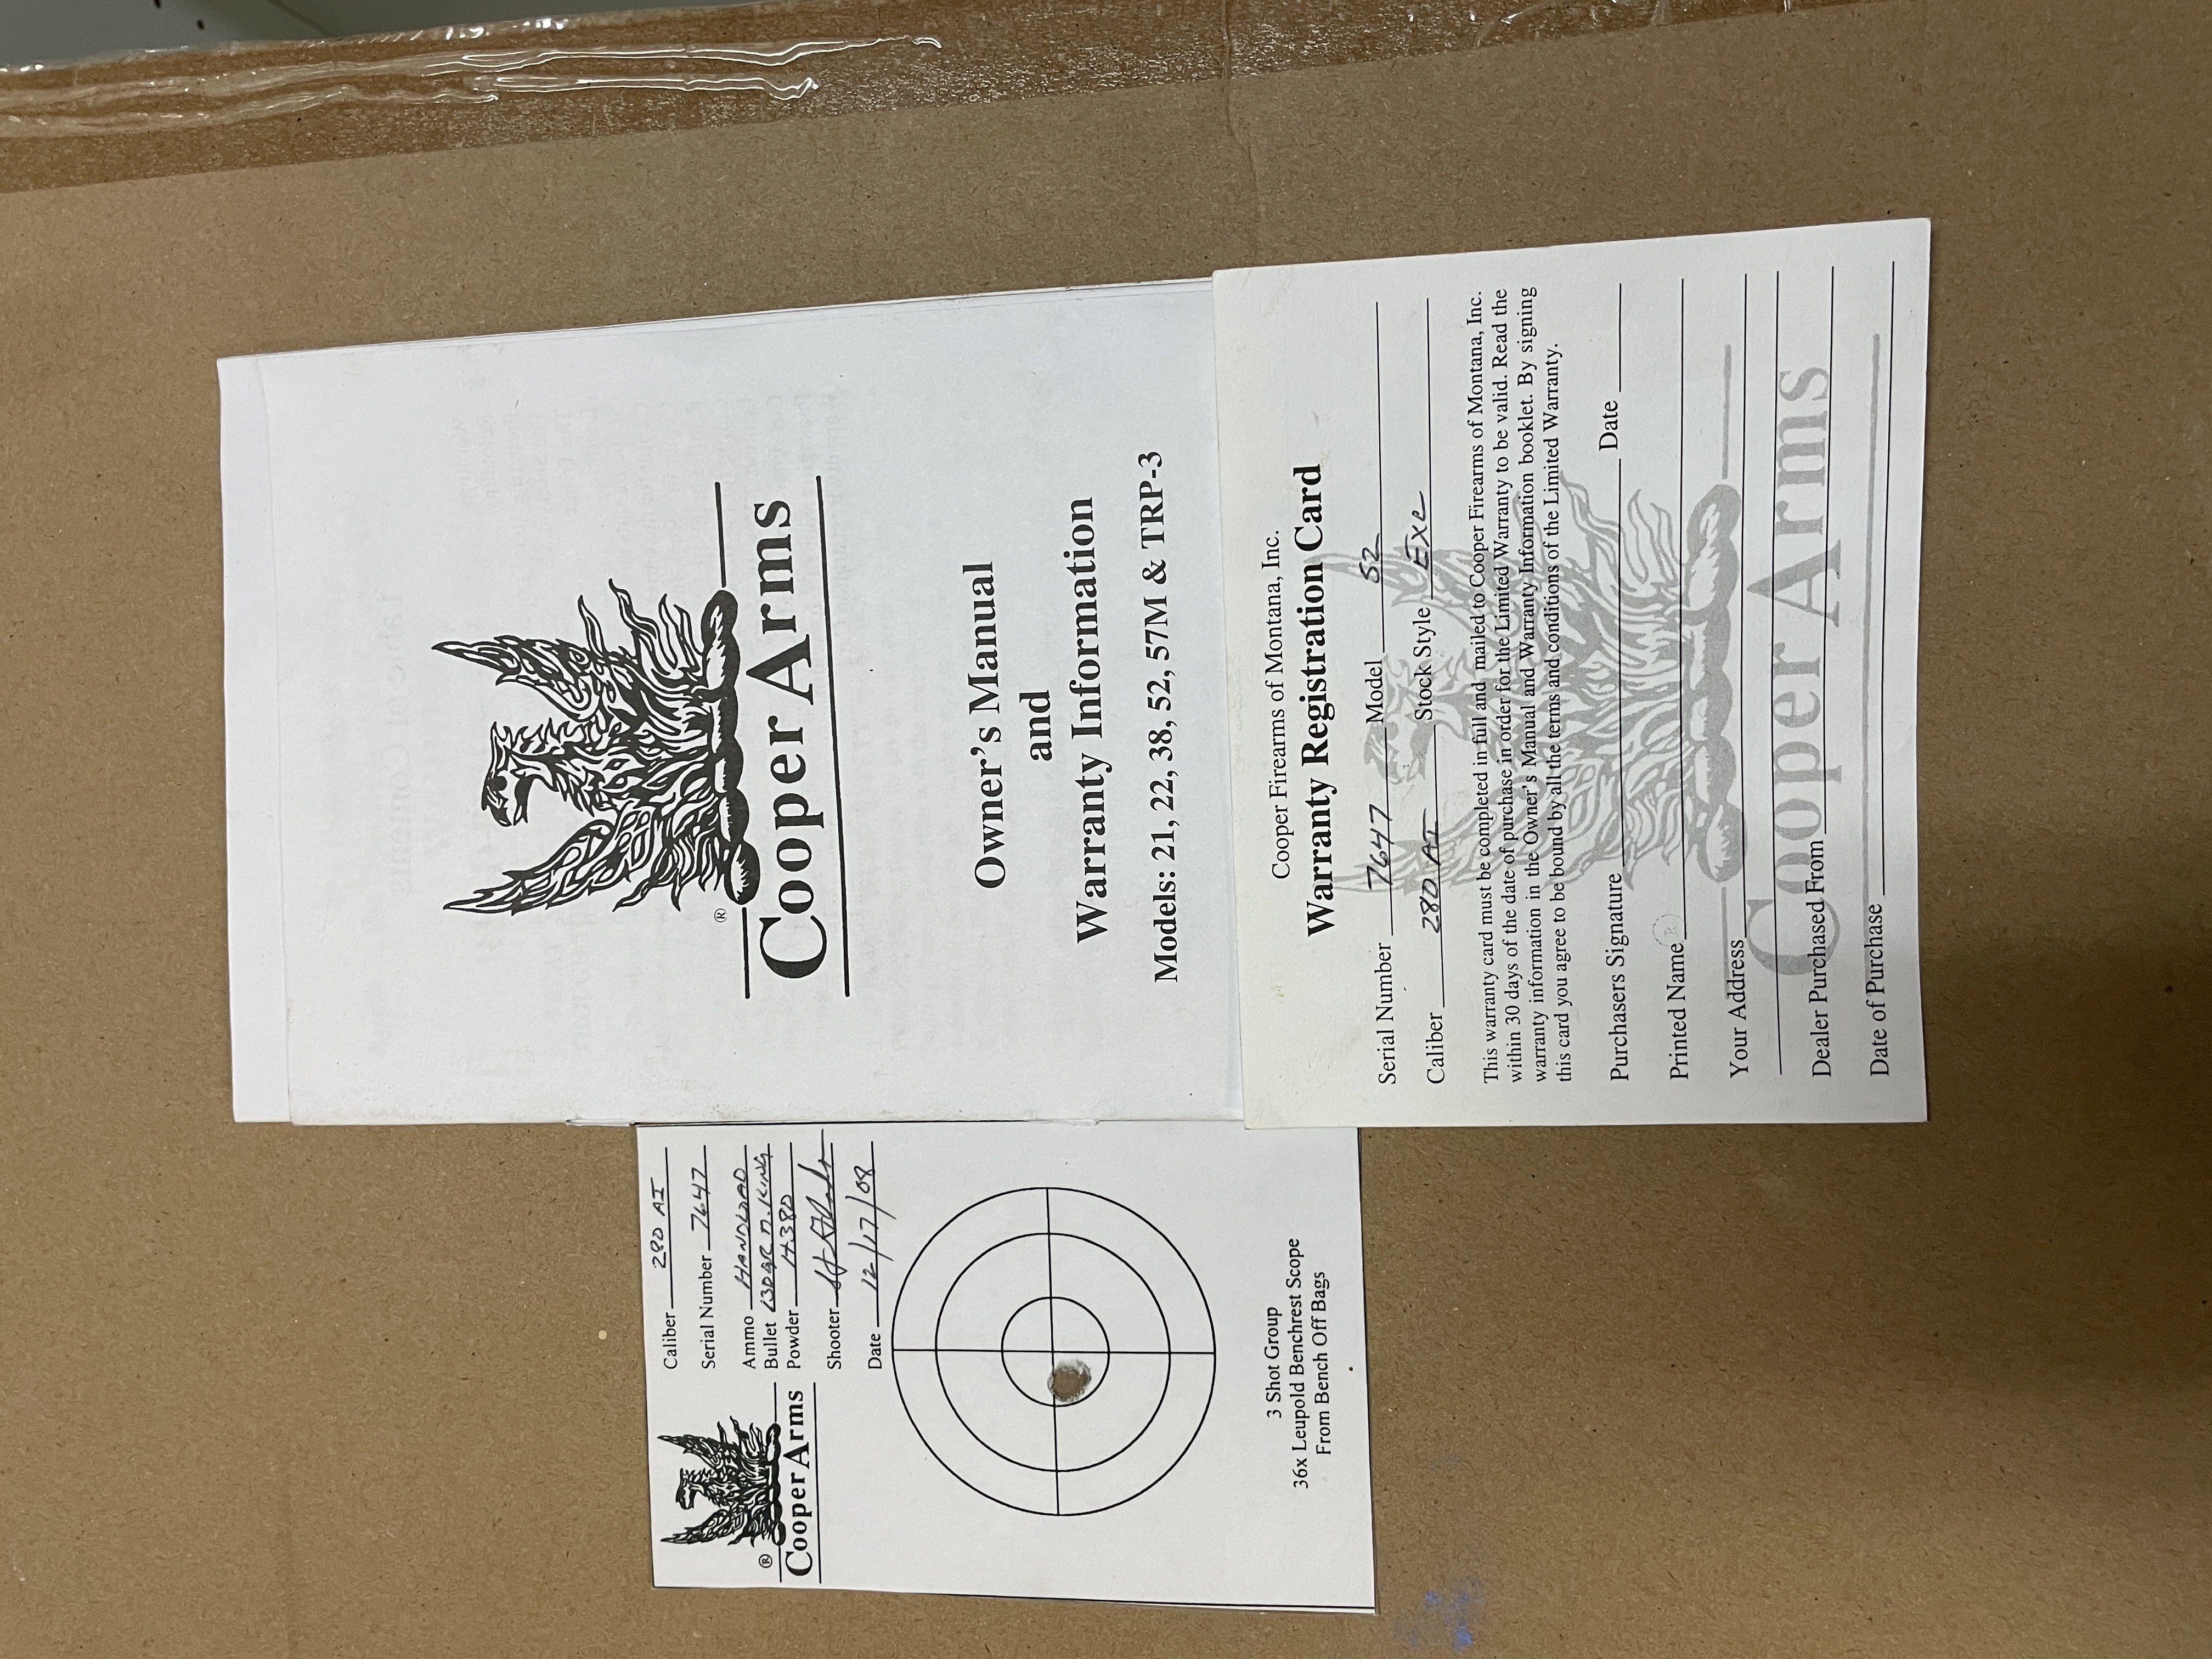 ®
Cooper Arms
Owner's Manual
and
Warranty Information
Models: 21, 22, 38, 52, 57M & TRP-3
®
Cooper Arms
Caliber 280 AI
Serial Number 7647
Ammo HANDLOAD
Bullet 130GR M.KING
Powder H380
Shooter
Date 12/17/08
3 Shot Group
36x Leupold Benchrest Scope
From Bench Off Bags
Cooper Firearms of Montana, Inc.
Warranty Registration Card
Serial Number 7647 Model 52
Caliber 280 AI Stock Style EXC
This warranty card must be completed in full and mailed to Cooper Firearms of Montana, Inc.
within 30 days of the date of purchase in order for the Limited Warranty to be valid. Read the
warranty information in the Owner's Manual and Warranty Information booklet. By signing
this card you agree to be bound by all the terms and conditions of the Limited Warranty.
Purchasers Signature Date
Printed Name
Your Address
Dealer Purchased From
Date of Purchase
®
Cooper Arms